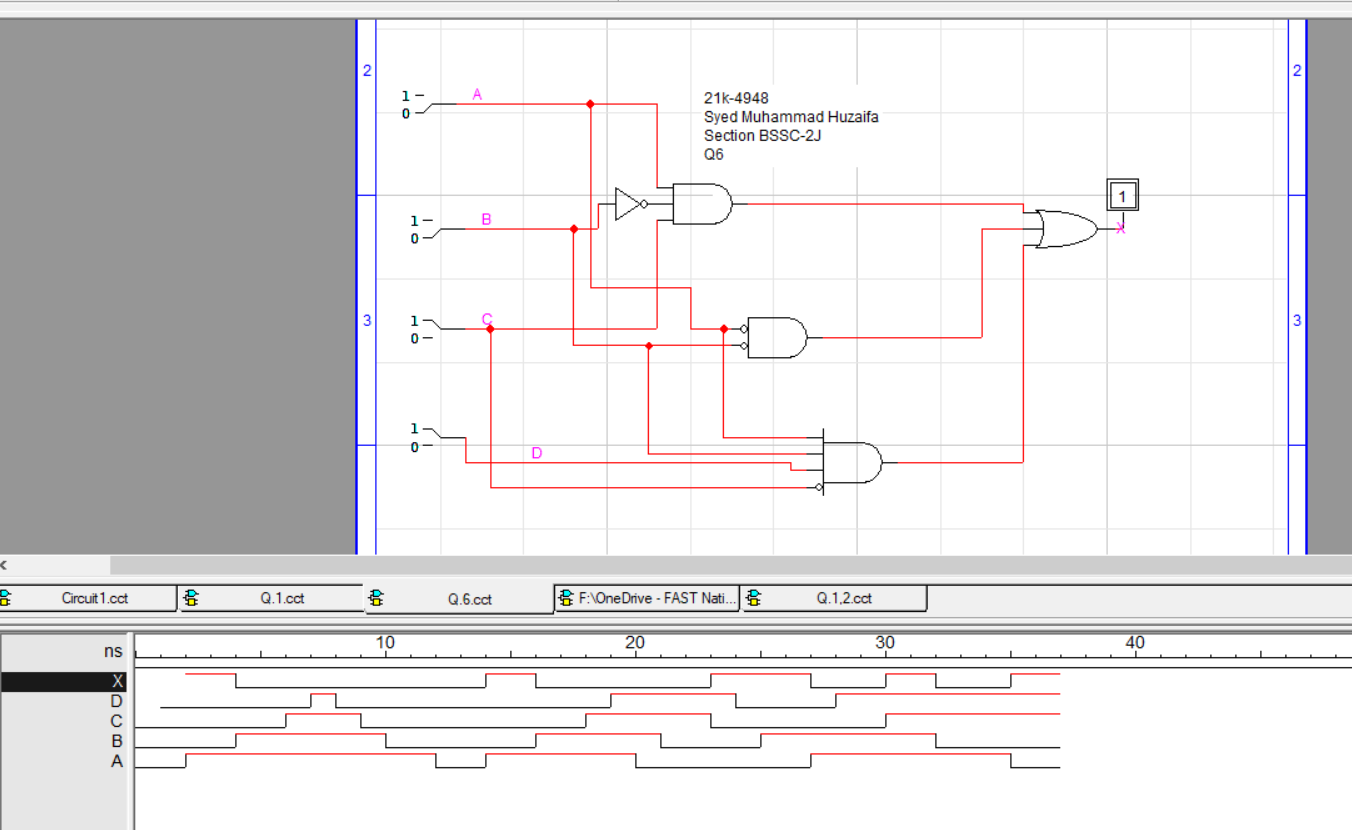 2
2
1
0
A
21k-4948
Syed Muhammad Huzaifa
Section BSSC-2J
Q6
1
1
0
B
X
3
3
1
0
C
1
0
D
Circuit1.cct
Q.1.cct
Q.6.cct
F:\OneDrive - FAST Nati...
Q.1,2.cct
ns
10
20
30
40
X
D
C
B
A